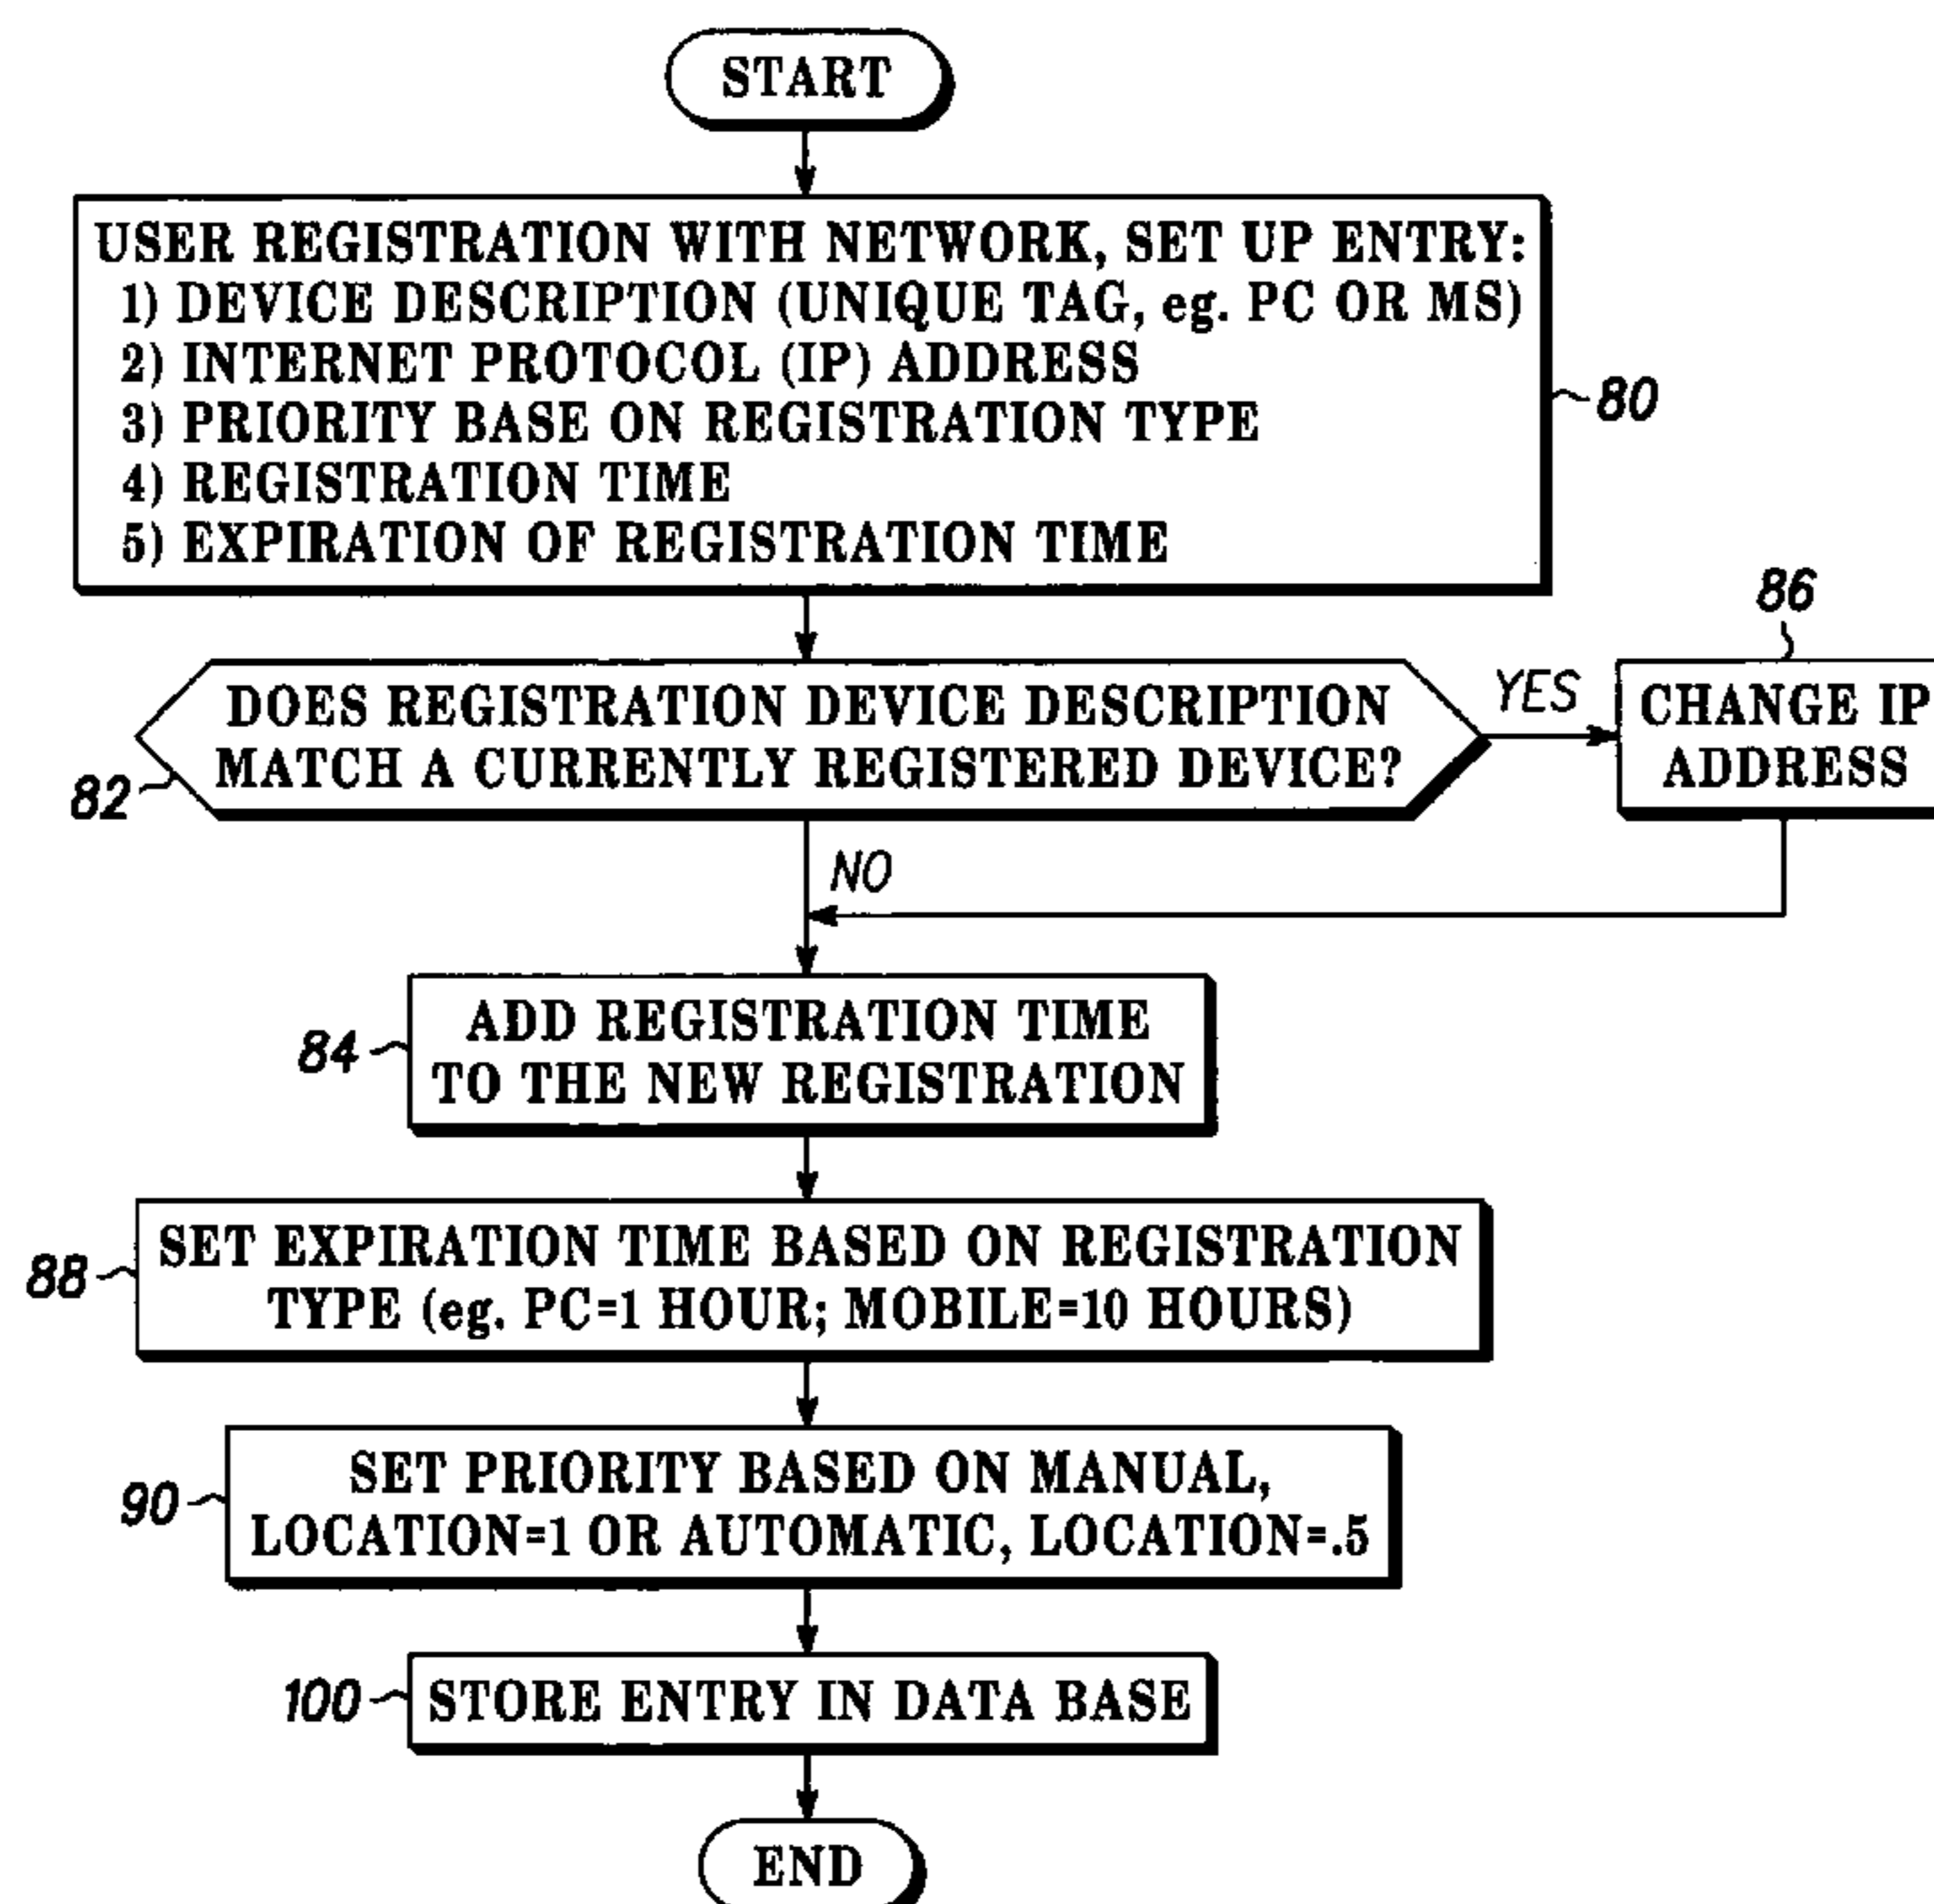 START
USER REGISTRATION WITH NETWORK, SET UP ENTRY:
1) DEVICE DESCRIPTION (UNIQUE TAG, eg. PC OR MS)
2) INTERNET PROTOCOL (IP) ADDRESS
3) PRIORITY BASE ON REGISTRATION TYPE
4) REGISTRATION TIME
5) EXPIRATION OF REGISTRATION TIME
80
DOES REGISTRATION DEVICE DESCRIPTION
MATCH A CURRENTLY REGISTERED DEVICE?
82
YES
86
CHANGE IP
ADDRESS
NO
ADD REGISTRATION TIME
TO THE NEW REGISTRATION
84
SET EXPIRATION TIME BASED ON REGISTRATION
TYPE (eg. PC=1 HOUR; MOBILE=10 HOURS)
88
SET PRIORITY BASED ON MANUAL,
LOCATION=1 OR AUTOMATIC, LOCATION=.5
90
100
STORE ENTRY IN DATA BASE
END